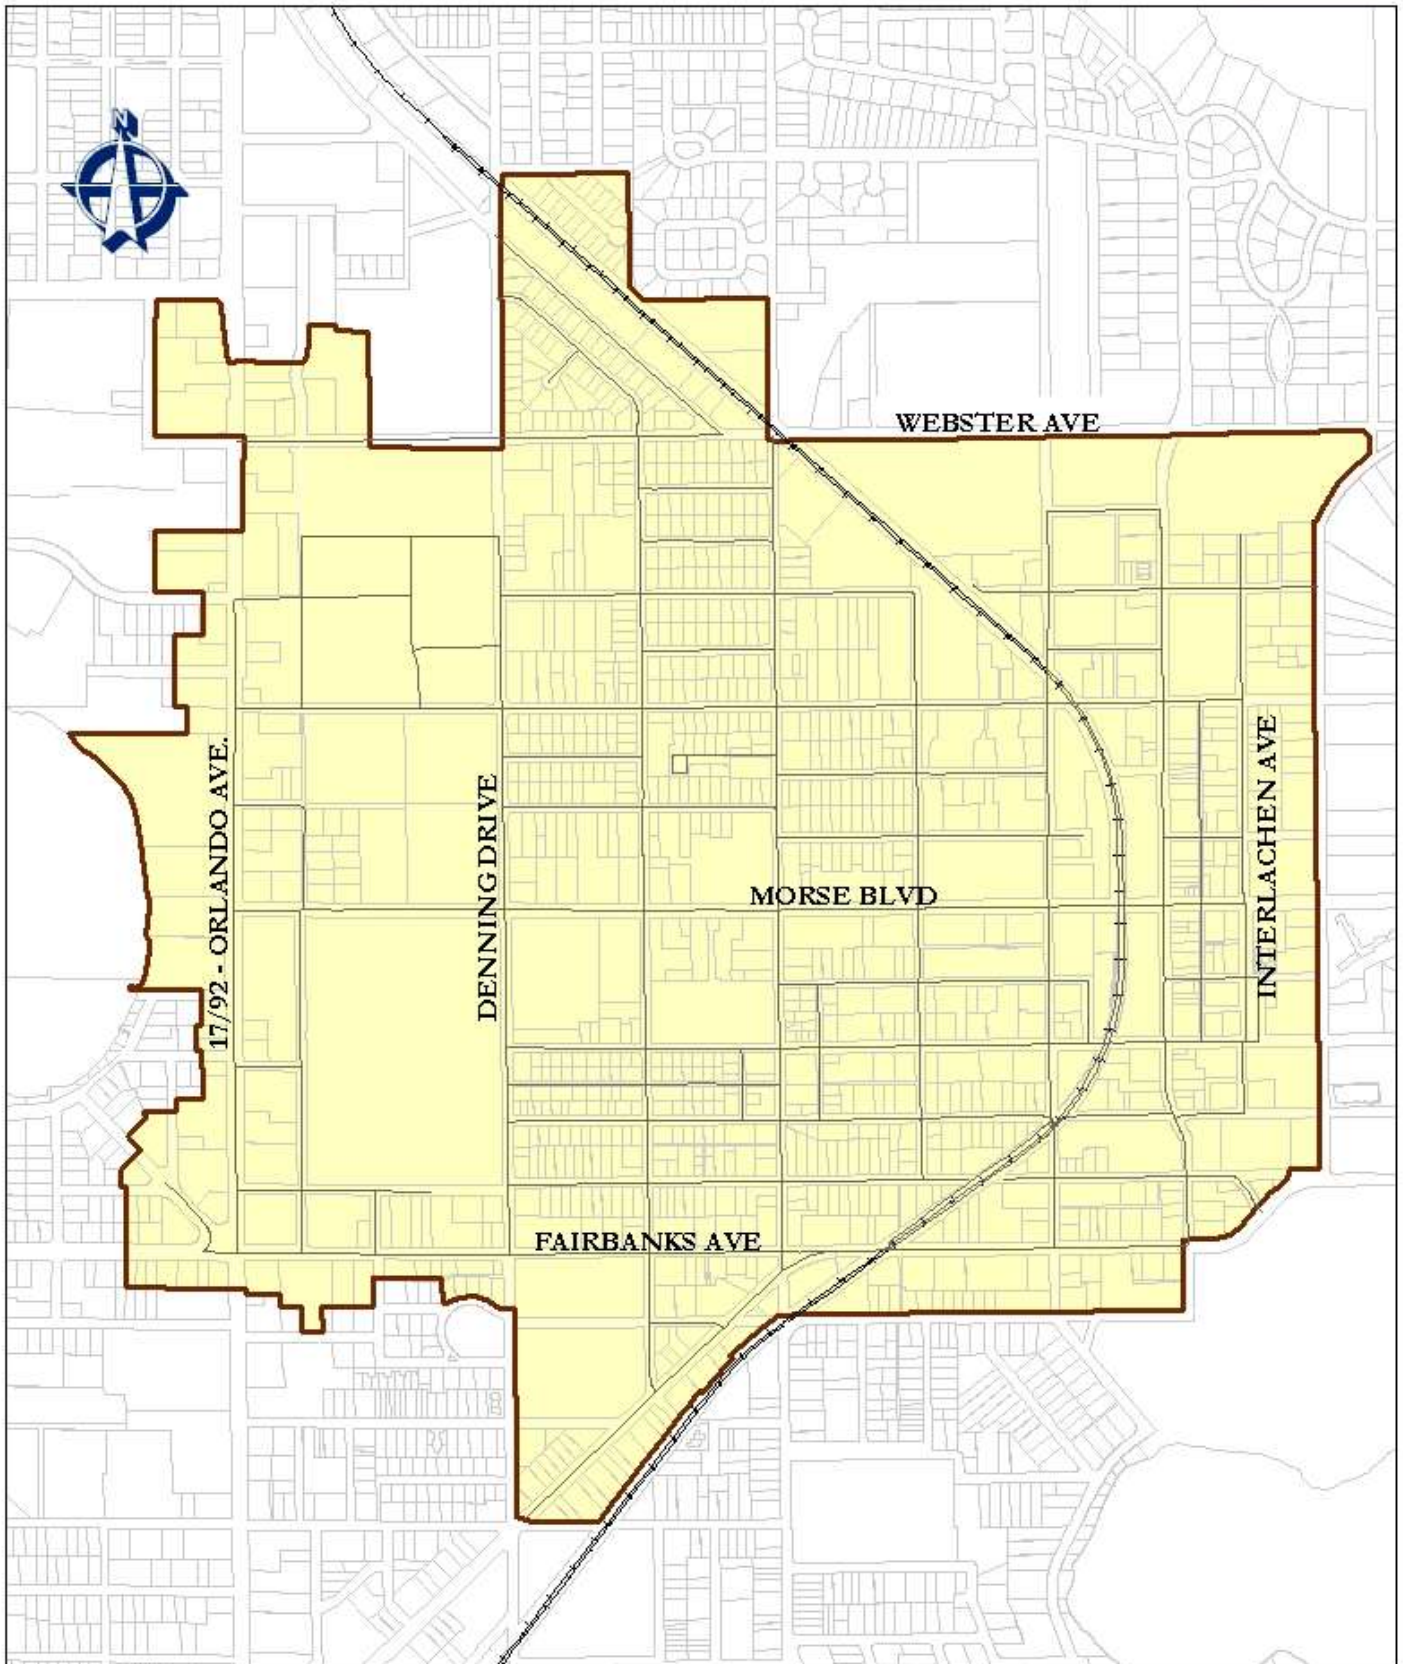 N
WEBSTER AVE
17/92 - ORLANDO AVE.
DENNING DRIVE
MORSE BLVD
INTERLACHEN AVE
FAIRBANKS AVE